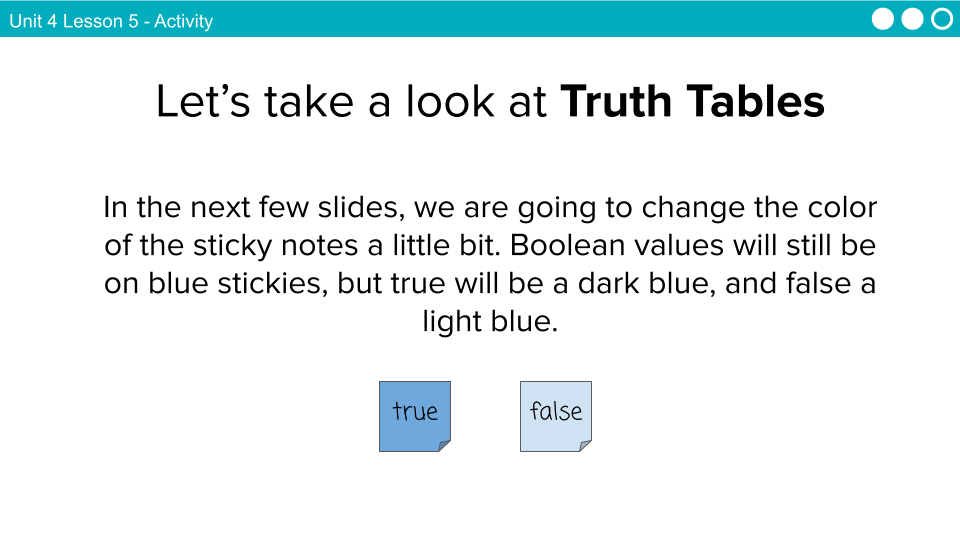 Unit 4 Lesson 5 - Activity
Let’s take a look at Truth Tables
In the next few slides, we are going to change the color
of the sticky notes a little bit. Boolean values will still be
on blue stickies, but true will be a dark blue, and false a
light blue.
true
false